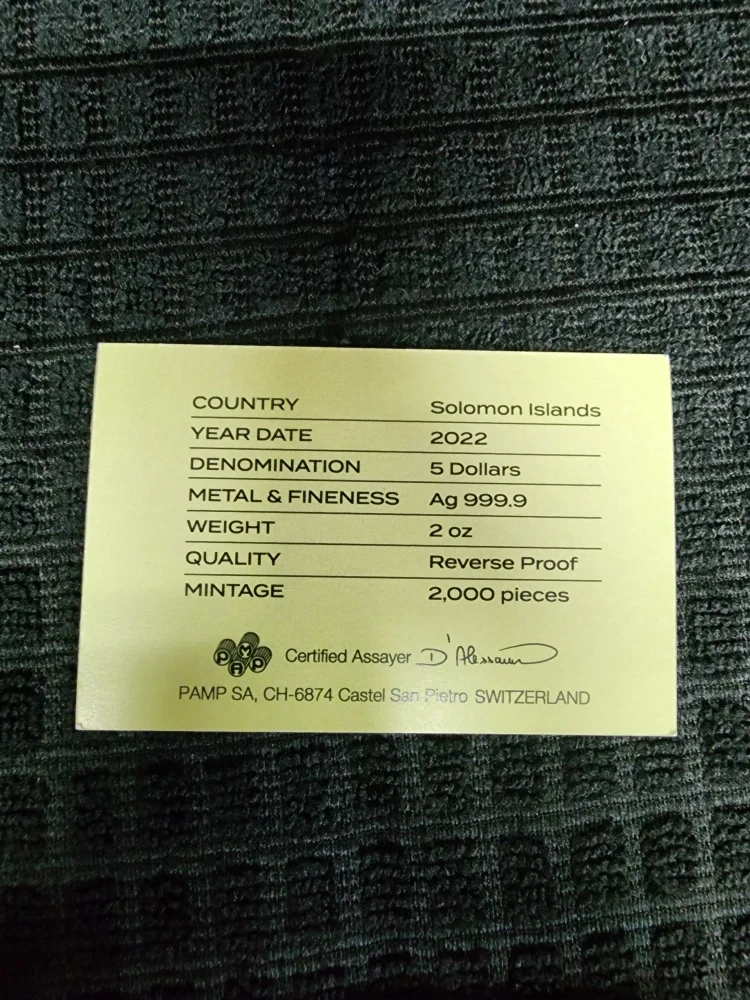 COUNTRY Solomon Islands
YEAR DATE 2022
DENOMINATION 5 Dollars
METAL & FINENESS Ag 999.9
WEIGHT 2 oz
QUALITY Reverse Proof
MINTAGE 2,000 pieces
PAMP Certified Assayer
PAMP SA, CH-6874 Castel San Pietro SWITZERLAND